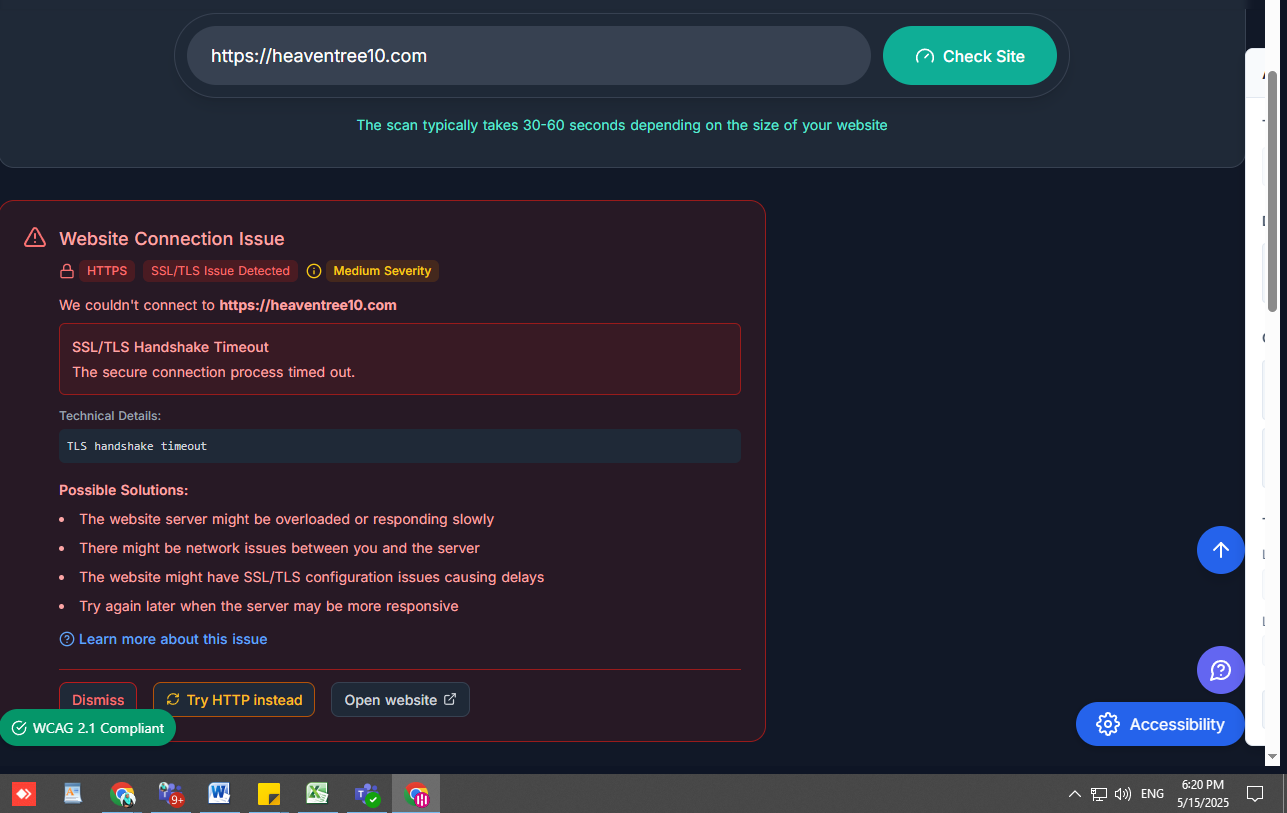 https://heaventree10.com
Check Site
The scan typically takes 30-60 seconds depending on the size of your website
Website Connection Issue
HTTPS SSL/TLS Issue Detected Medium Severity
We couldn't connect to https://heaventree10.com
SSL/TLS Handshake Timeout
The secure connection process timed out.
Technical Details:
TLS handshake timeout
Possible Solutions:
• The website server might be overloaded or responding slowly
• There might be network issues between you and the server
• The website might have SSL/TLS configuration issues causing delays
• Try again later when the server may be more responsive
Learn more about this issue
Dismiss Try HTTP instead Open website
WCAG 2.1 Compliant
Accessibility
9+
ENG
6:20 PM
5/15/2025